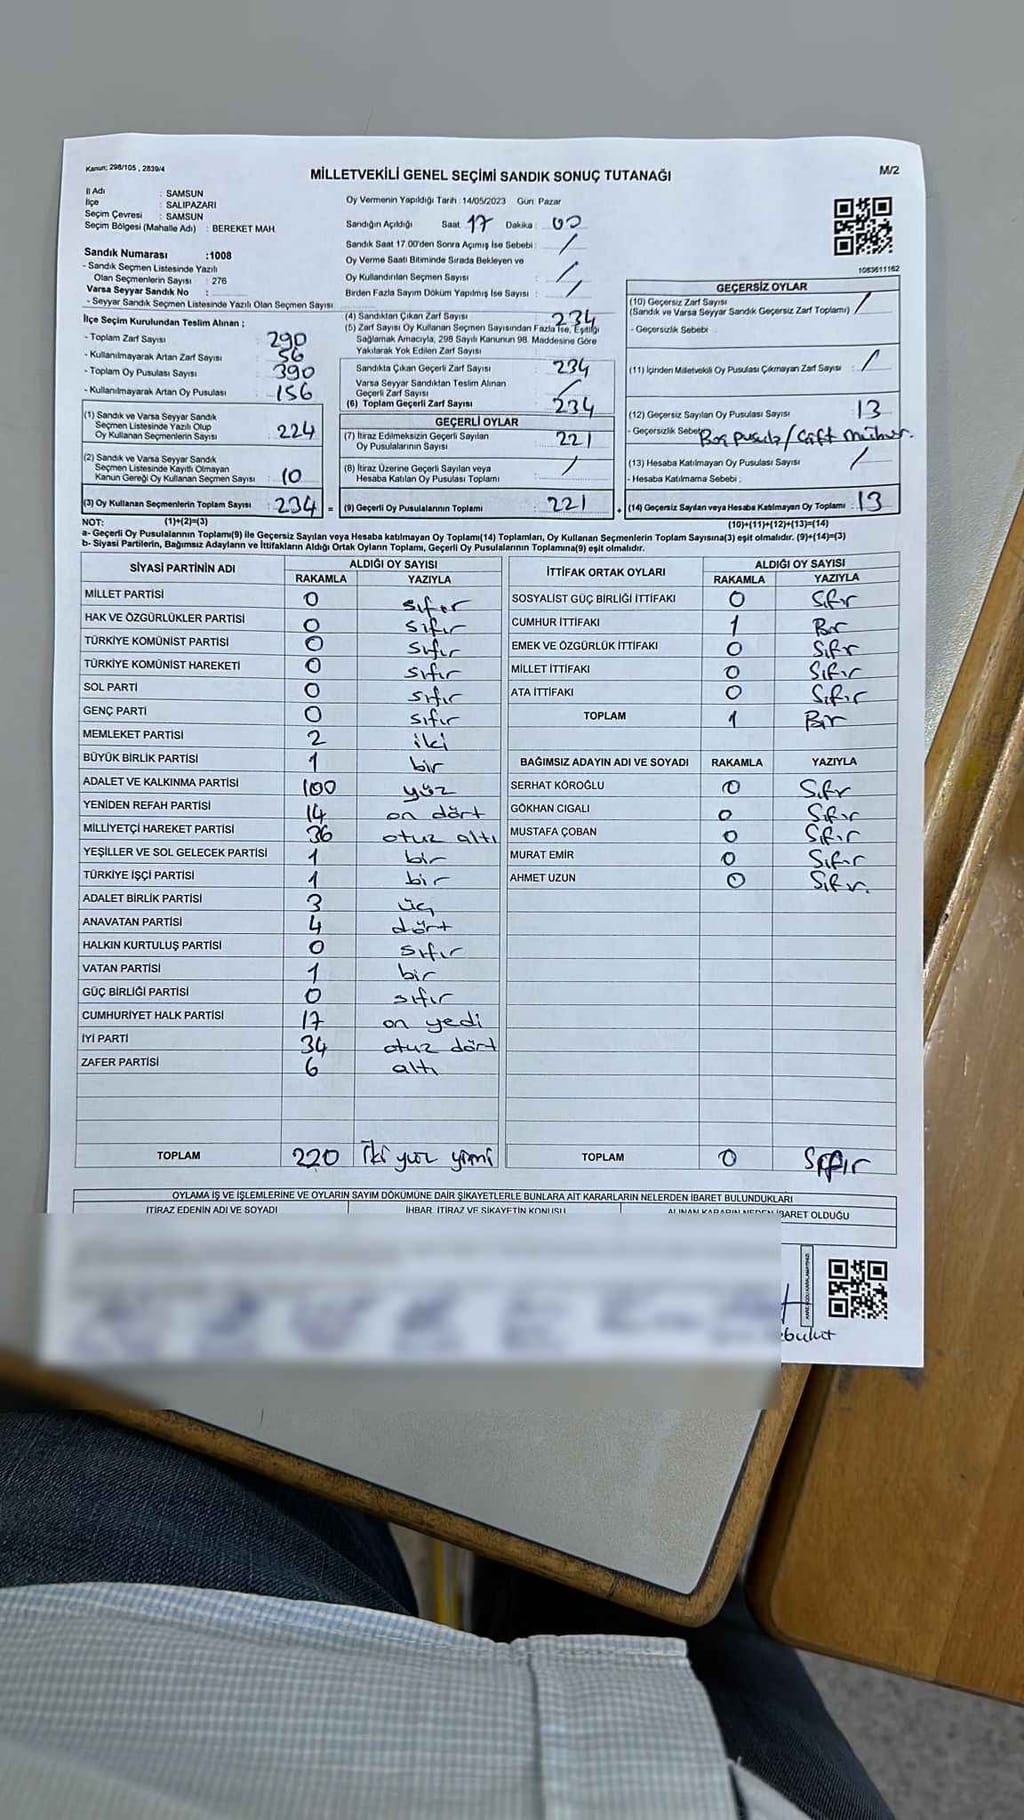 Kanun: 298/105 , 2839/4
MİLLETVEKİLİ GENEL SEÇİMİ SANDIK SONUÇ TUTANAĞI
M/2
İl Adı : SAMSUN
İlçe : SALIPAZARI
Seçim Çevresi : SAMSUN
Seçim Bölgesi (Mahalle Adı) : BEREKET MAH.
Sandık Numarası :1008
- Sandık Seçmen Listesinde Yazılı
Olan Seçmenlerin Sayısı : 276
Varsa Seyyar Sandık No :
- Seyyar Sandık Seçmen Listesinde Yazılı Olan Seçmen Sayısı
Oy Vermenin Yapıldığı Tarih :14/05/2023 Gün: Pazar
Sandığın Açıldığı Saat 17 Dakika : 00
Sandık Saat 17.00'den Sonra Açımış İse Sebebi : /
Oy Verme Saati Bitiminde Sırada Bekleyen ve
Oy Kullandırılan Seçmen Sayısı : /
Birden Fazla Sayım Döküm Yapılmış İse Sayısı : /
1063611162
İlçe Seçim Kurulundan Teslim Alınan ;
- Toplam Zarf Sayısı : 290
- Kullanılmayarak Artan Zarf Sayısı : 56
- Toplam Oy Pusulası Sayısı : 390
- Kullanılmayarak Artan Oy Pusulası : 156
(1) Sandık ve Varsa Seyyar Sandık
Seçmen Listesinde Yazılı Olup
Oy Kullanan Seçmenlerin Sayısı : 224
(2) Sandık ve Varsa Seyyar Sandık
Seçmen Listesinde Kayıtlı Olmayan
Kanun Gereği Oy Kullanan Seçmen Sayısı : 10
(3) Oy Kullanan Seçmenlerin Toplam Sayısı : 234 =
(4) Sandıktan Çıkan Zarf Sayısı : 234
(5) Zarf Sayısı Oy Kullanan Seçmen Sayısından Fazla İse, Eşitliği
Sağlamak Amacıyla, 298 Sayılı Kanunun 98. Maddesine Göre
Yakılarak Yok Edilen Zarf Sayısı :
Sandıkta Çıkan Geçerli Zarf Sayısı : 234
Varsa Seyyar Sandıktan Teslim Alınan
Geçerli Zarf Sayısı : /
(6) Toplam Geçerli Zarf Sayısı : 234
GEÇERLİ OYLAR
(7) İtiraz Edilmeksizin Geçerli Sayılan
Oy Pusulalarının Sayısı : 221
(8) İtiraz Üzerine Geçerli Sayılan veya
Hesaba Katılan Oy Pusulası Toplamı : /
(9) Geçerli Oy Pusulalarının Toplamı : 221 +
GEÇERSİZ OYLAR
(10) Geçersiz Zarf Sayısı
(Sandık ve Varsa Seyyar Sandık Geçersiz Zarf Toplamı) /
- Geçersizlik Sebebi :
(11) İçinden Milletvekili Oy Pusulası Çıkmayan Zarf Sayısı : /
(12) Geçersiz Sayılan Oy Pusulası Sayısı : 13
- Geçersizlik Sebebi Boş pusula / Çift mühür.
(13) Hesaba Katılmayan Oy Pusulası Sayısı : /
- Hesaba Katılmama Sebebi :
(14) Geçersiz Sayılan veya Hesaba Katılmayan Oy Toplamı : 13
NOT: (1)+(2)=(3)
(10)+(11)+(12)+(13)=(14)
a- Geçerli Oy Pusulalarının Toplamı(9) ile Geçersiz Sayılan veya Hesaba katılmayan Oy Toplamı(14) Toplamları, Oy Kullanan Seçmenlerin Toplam Sayısına(3) eşit olmalıdır. (9)+(14)=(3)
b- Siyasi Partilerin, Bağımsız Adayların ve İttifakların Aldığı Ortak Oyların Toplamı, Geçerli Oy Pusulalarının Toplamına(9) eşit olmalıdır.
SİYASİ PARTİNİN ADI ALDIĞI OY SAYISI
RAKAMLA YAZIYLA
MİLLET PARTİSİ 0 sıfır
HAK VE ÖZGÜRLÜKLER PARTİSİ 0 sıfır
TÜRKİYE KOMÜNİST PARTİSİ 0 sıfır
TÜRKİYE KOMÜNİST HAREKETİ 0 sıfır
SOL PARTİ 0 sıfır
GENÇ PARTİ 0 sıfır
MEMLEKET PARTİSİ 2 iki
BÜYÜK BİRLİK PARTİSİ 1 bir
ADALET VE KALKINMA PARTİSİ 100 yüz
YENİDEN REFAH PARTİSİ 14 on dört
MİLLİYETÇİ HAREKET PARTİSİ 36 otuz altı
YEŞİLLER VE SOL GELECEK PARTİSİ 1 bir
TÜRKİYE İŞÇİ PARTİSİ 1 bir
ADALET BİRLİK PARTİSİ 3 üç
ANAVATAN PARTİSİ 4 dört
HALKIN KURTULUŞ PARTİSİ 0 sıfır
VATAN PARTİSİ 1 bir
GÜÇ BİRLİĞİ PARTİSİ 0 sıfır
CUMHURİYET HALK PARTİSİ 17 on yedi
İYİ PARTİ 34 otuz dört
ZAFER PARTİSİ 6 altı
TOPLAM 220 İki yüz yirmi
İTTİFAK ORTAK OYLARI ALDIĞI OY SAYISI
RAKAMLA YAZIYLA
SOSYALİST GÜÇ BİRLİĞİ İTTİFAKI 0 Sıfır
CUMHUR İTTİFAKI 1 Bir
EMEK VE ÖZGÜRLÜK İTTİFAKI 0 Sıfır
MİLLET İTTİFAKI 0 Sıfır
ATA İTTİFAKI 0 Sıfır
TOPLAM 1 Bir
BAĞIMSIZ ADAYIN ADI VE SOYADI RAKAMLA YAZIYLA
SERHAT KÖROĞLU 0 Sıfır
GÖKHAN CIGALI 0 Sıfır
MUSTAFA ÇOBAN 0 Sıfır
MURAT EMİR 0 Sıfır
AHMET UZUN 0 Sıfır.
TOPLAM 0 Sıfır
OYLAMA İŞ VE İŞLEMLERİNE VE OYLARIN SAYIM DÖKÜMÜNE DAİR ŞİKAYETLERLE BUNLARA AİT KARARLARIN NELERDEN İBARET BULUNDUKLARI
İTİRAZ EDENİN ADI VE SOYADI İHBAR, İTİRAZ VE ŞİKAYETİN KONUSU ALINAN KARARIN NEDEN İBARET OLDUĞU